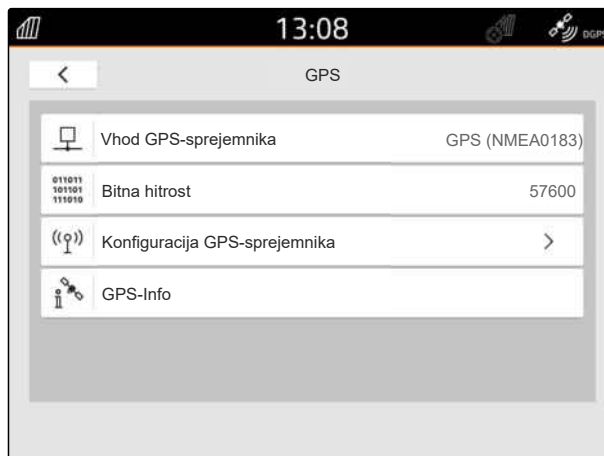 13:08
DGPS
GPS
Vhod GPS-sprejemnika GPS (NMEA0183)
011011
101101
111010
Bitna hitrost 57600
Konfiguracija GPS-sprejemnika
GPS-Info